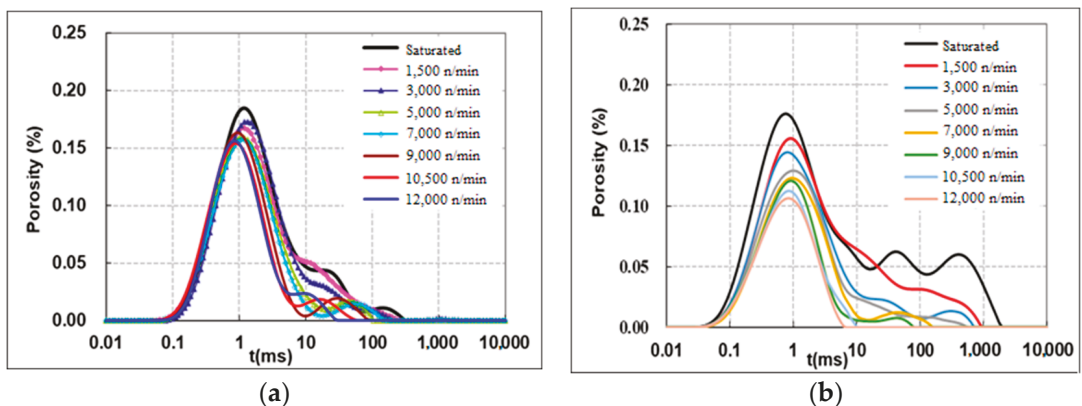 0.25
0.20
0.15
0.10
0.05
0.00
Porosity (%)
0.01 0.1 1 10 100 1,000 10,000
t(ms)
Saturated
1,500 n/min
3,000 n/min
5,000 n/min
7,000 n/min
9,000 n/min
10,500 n/min
12,000 n/min
(a)
0.25
0.20
0.15
0.10
0.05
0.00
Porosity (%)
0.01 0.1 1 10 100 1,000 10,000
t(ms)
Saturated
1,500 n/min
3,000 n/min
5,000 n/min
7,000 n/min
9,000 n/min
10,500 n/min
12,000 n/min
(b)